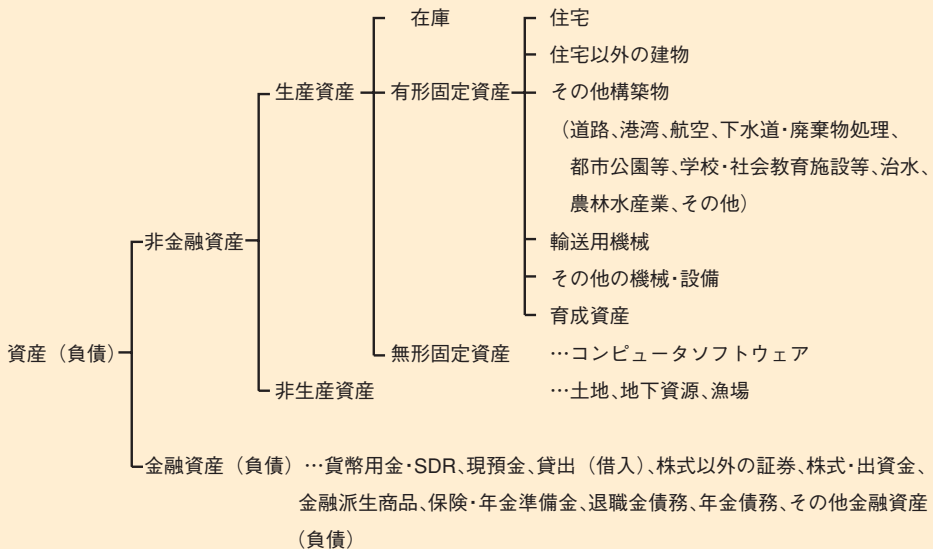 在庫
住宅
住宅以外の建物
生産資産
有形固定資産
その他構築物
（道路、港湾、航空、下水道・廃棄物処理、
都市公園等、学校・社会教育施設等、治水、
農林水産業、その他）
非金融資産
輸送用機械
その他の機械・設備
育成資産
資産（負債）
無形固定資産
…コンピュータソフトウェア
非生産資産
…土地、地下資源、漁場
金融資産（負債）…貨幣用金・SDR、現預金、貸出（借入）、株式以外の証券、株式・出資金、
金融派生商品、保険・年金準備金、退職金債務、年金債務、その他金融資産
（負債）